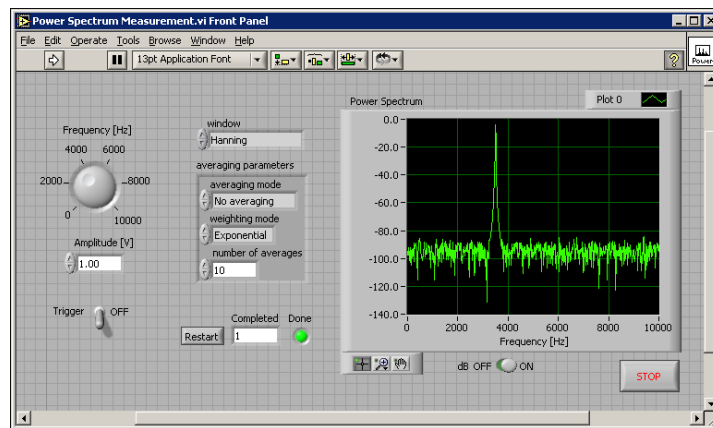 Power Spectrum Measurement.vi Front Panel
File Edit Operate Tools Browse Window Help
13pt Application Font
?
Power
Frequency [Hz]
4000 6000
2000 8000
0 10000
Amplitude [V]
1.00
Trigger OFF
window
Hanning
averaging parameters
averaging mode
No averaging
weighting mode
Exponential
number of averages
10
Completed Done
Restart 1
Power Spectrum
Plot 0
0.0
-20.0
-40.0
-60.0
-80.0
-100.0
-120.0
-140.0
0 2000 4000 6000 8000 10000
Frequency [Hz]
dB OFF ON
STOP